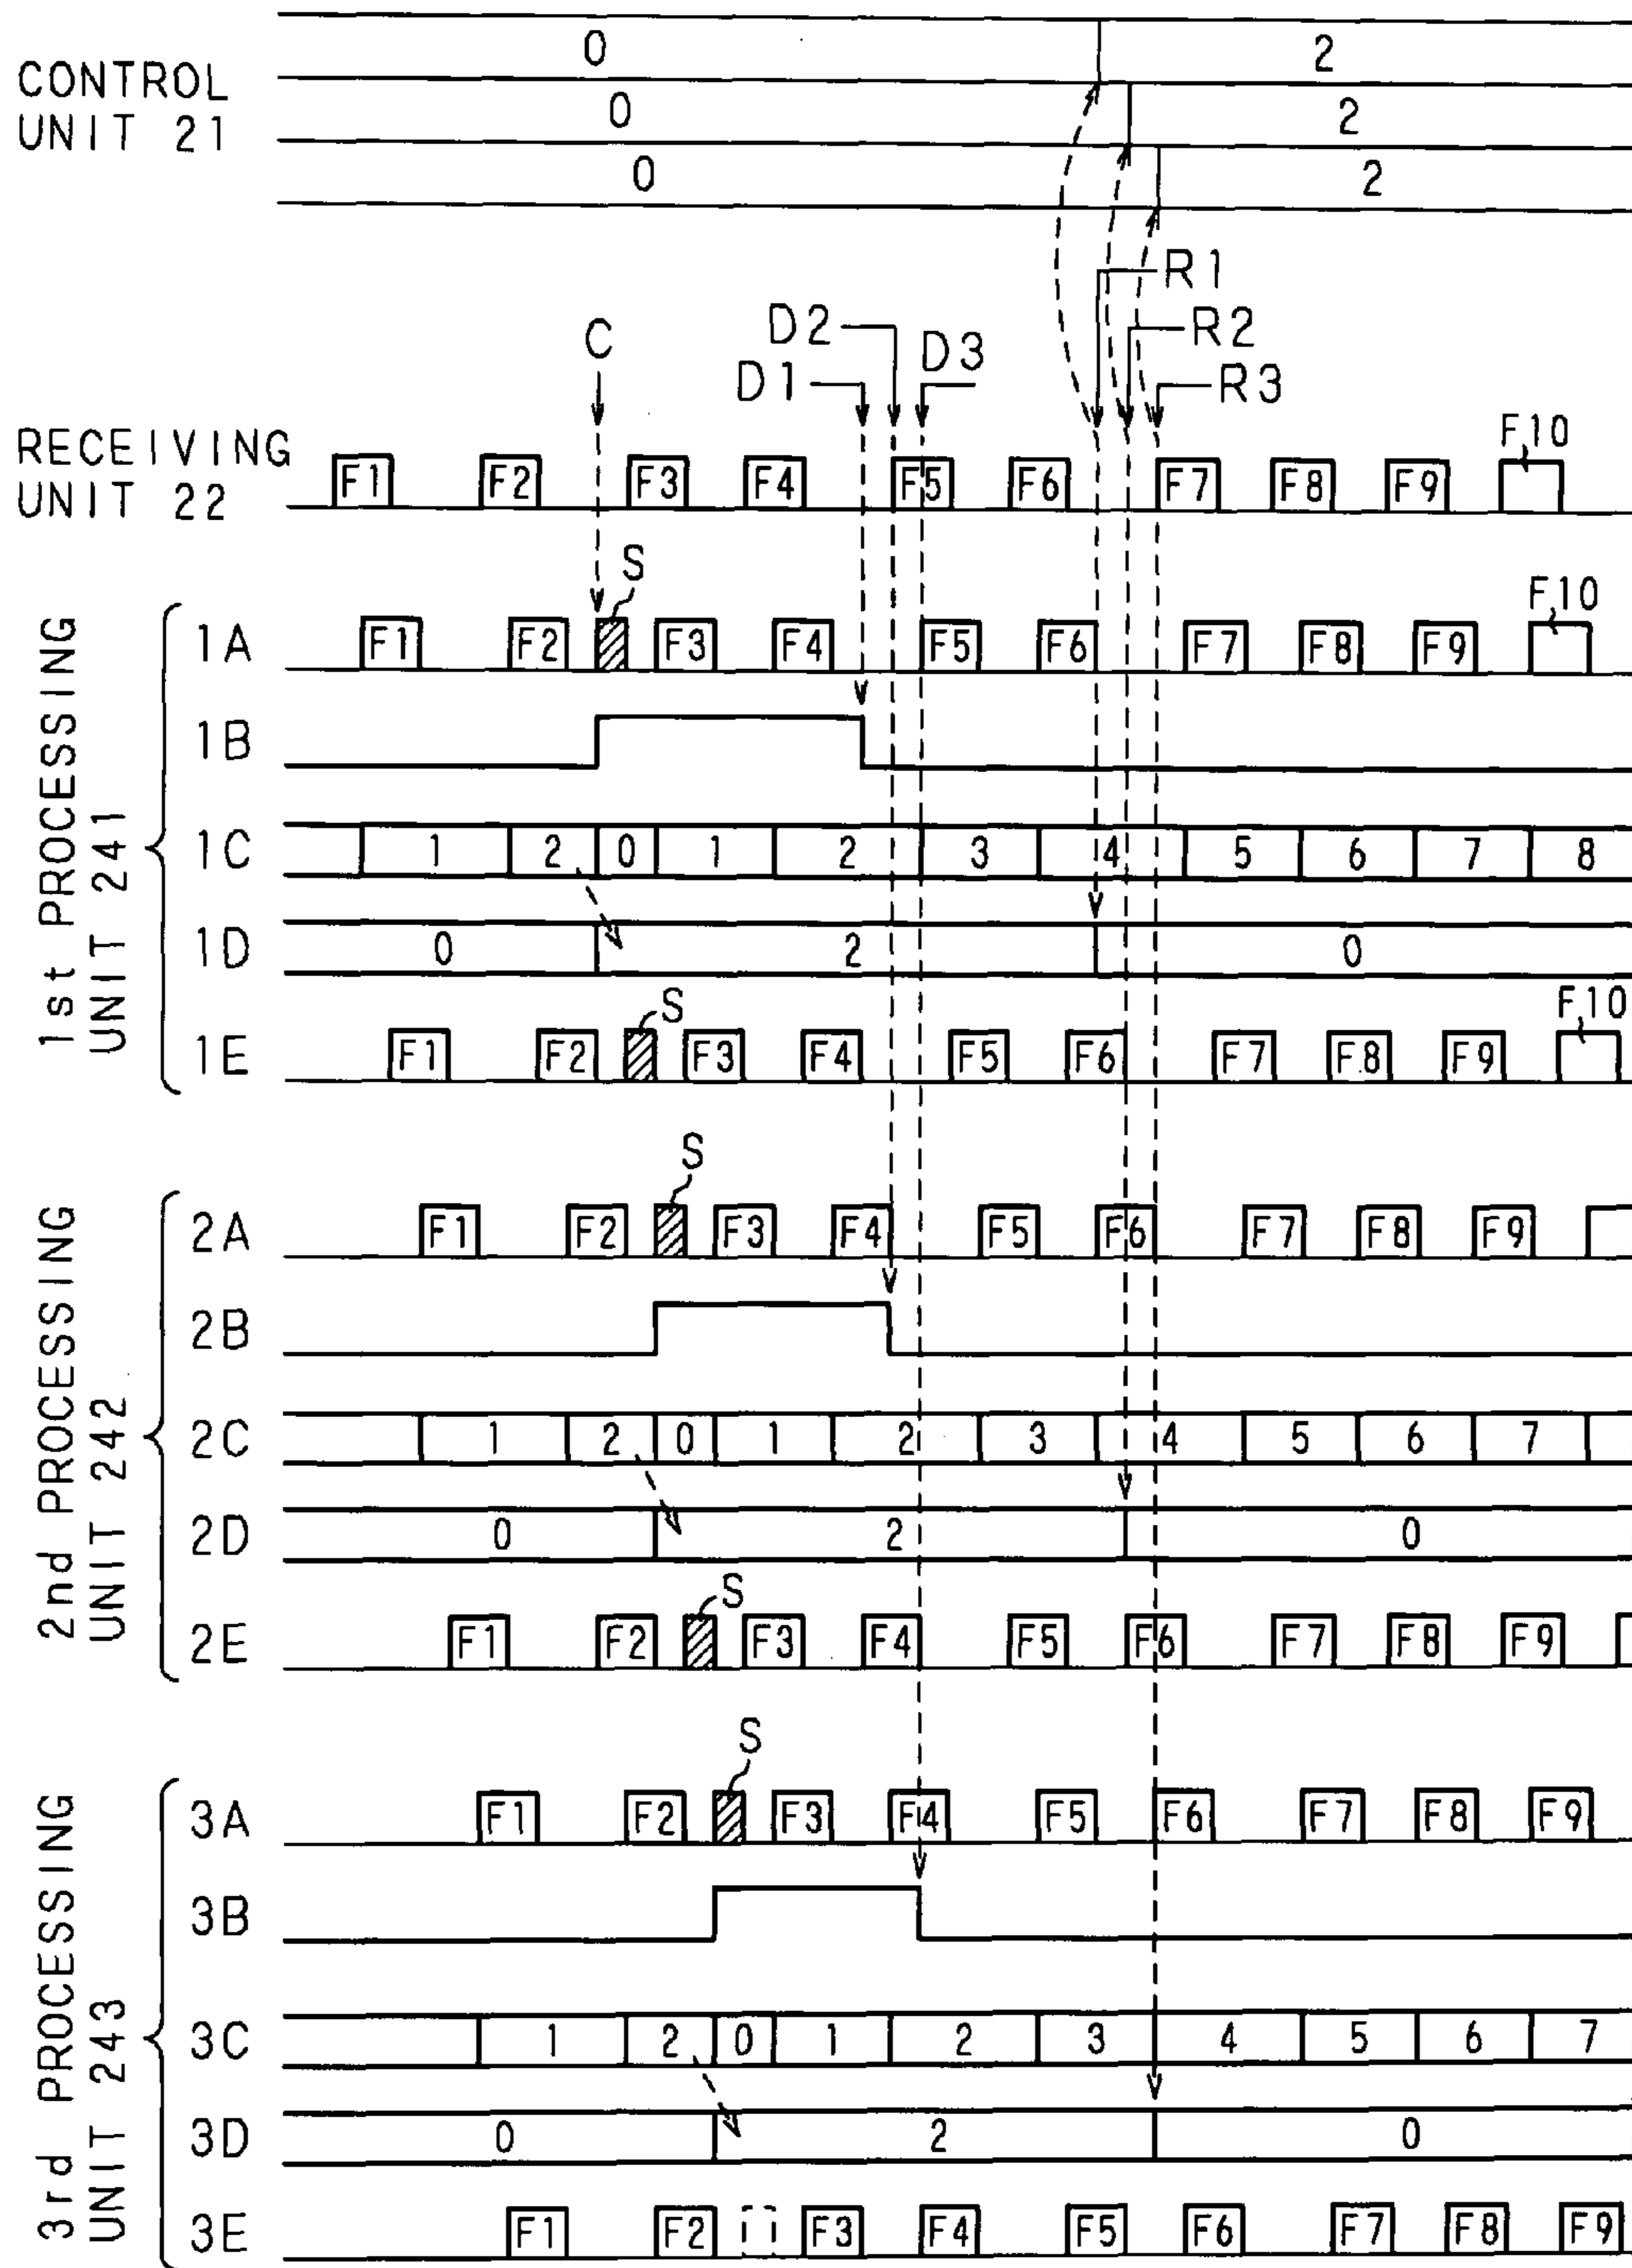 CONTROL
UNIT 21
0 2
0 2
0 2
R1
C D2 D3 R2
D1 R3
RECEIVING
UNIT 22
F1 F2 F3 F4 F5 F6 F7 F8 F9 F10
1st PROCESSING
UNIT 241
S
1A F1 F2 F3 F4 F5 F6 F7 F8 F9 F10
1B
1C 1 2 0 1 2 3 4 5 6 7 8
1D 0 2 0
S
1E F1 F2 F3 F4 F5 F6 F7 F8 F9 F10
2nd PROCESSING
UNIT 242
S
2A F1 F2 F3 F4 F5 F6 F7 F8 F9
2B
2C 1 2 0 1 2 3 4 5 6 7
2D 0 2 0
S
2E F1 F2 F3 F4 F5 F6 F7 F8 F9
3rd PROCESSING
UNIT 243
S
3A F1 F2 F3 F4 F5 F6 F7 F8 F9
3B
3C 1 2 0 1 2 3 4 5 6 7
3D 0 2 0
3E F1 F2 F3 F4 F5 F6 F7 F8 F9